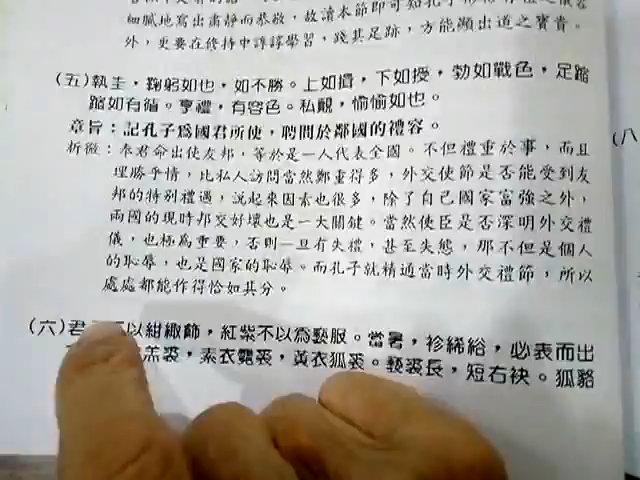 細膩地寫出肅靜而恭敬，故讀本節即可知孔子
外，更要在修持中諄諄學習，踐其足跡，方能顯出道之寶貴。
(五)執圭，鞠躬如也，如不勝。上如揖，下如授，勃如戰色，足蹜
蹜如有循。享禮，有容色。私覿，愉愉如也。
章旨：記孔子為國君所使，聘問於鄰國的禮容。
析微：奉君命出使友邦，等於是一人代表全國。不但禮重於事，而且
理勝乎情，比私人訪問當然鄭重得多，外交使節是否能受到友
邦的特別禮遇，說起來因素也很多，除了自己國家富強之外，
兩國的現時邦交好壞也是一大關鍵。當然使臣是否深明外交禮
儀，也極為重要，否則一旦有失禮，甚至失態，那不但是個人
的恥辱，也是國家的恥辱。而孔子就精通當時外交禮節，所以
處處都能作得恰如其分。
(六)君 以紺緅飾，紅紫不以為褻服。當暑，袗絺綌，必表而出
羔裘，素衣麑裘，黃衣狐裘。褻裘長，短右袂。狐貉
(八